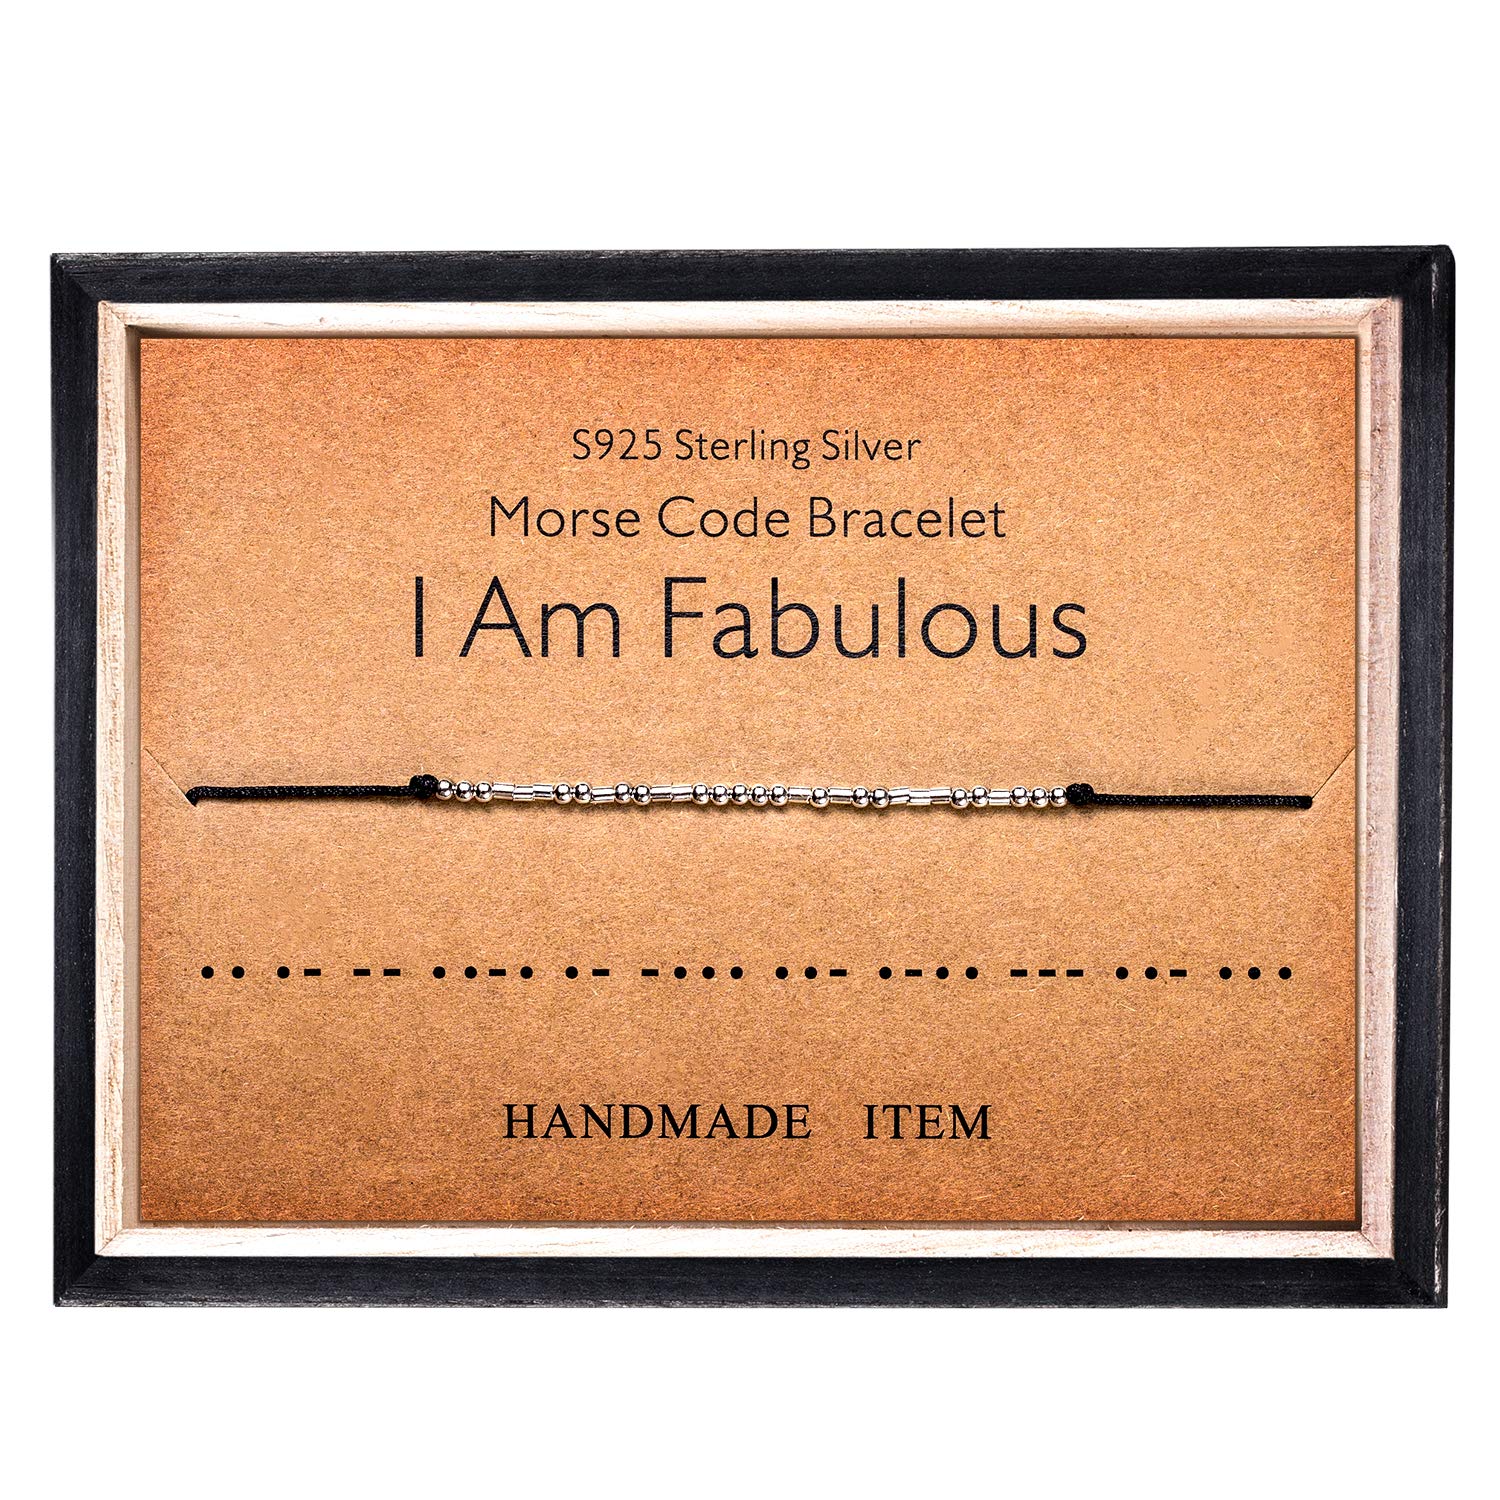 S925 Sterling Silver
Morse Code Bracelet
I Am Fabulous
•• •- -- ••-• •- -••• ••- •-•• --- ••- •••
HANDMADE ITEM